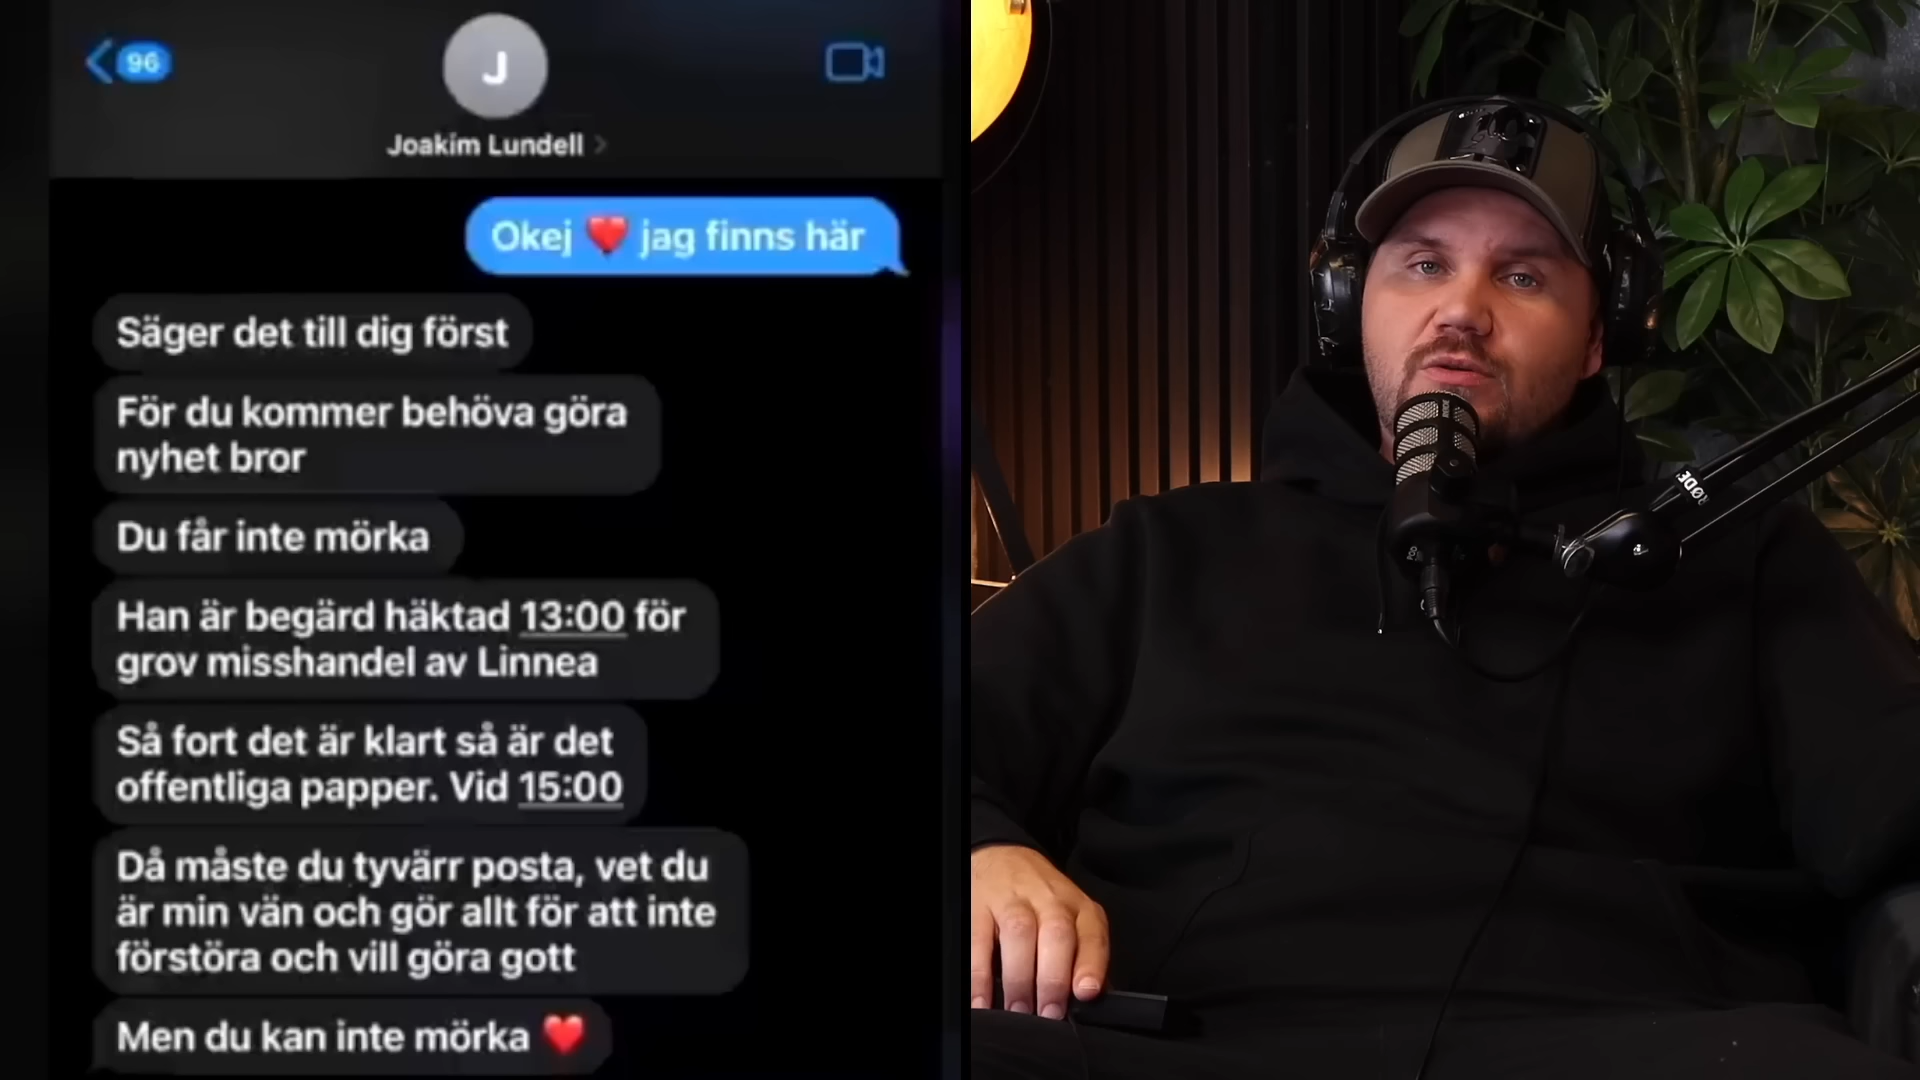 96
J
Joakim Lundell
Okej ❤️ jag finns här
Säger det till dig först
För du kommer behöva göra
nyhet bror
Du får inte mörka
Han är begärd häktad 13:00 för
grov misshandel av Linnea
Så fort det är klart så är det
offentliga papper. Vid 15:00
Då måste du tyvärr posta, vet du
är min vän och gör allt för att inte
förstöra och vill göra gott
Men du kan inte mörka ❤️
RØDE